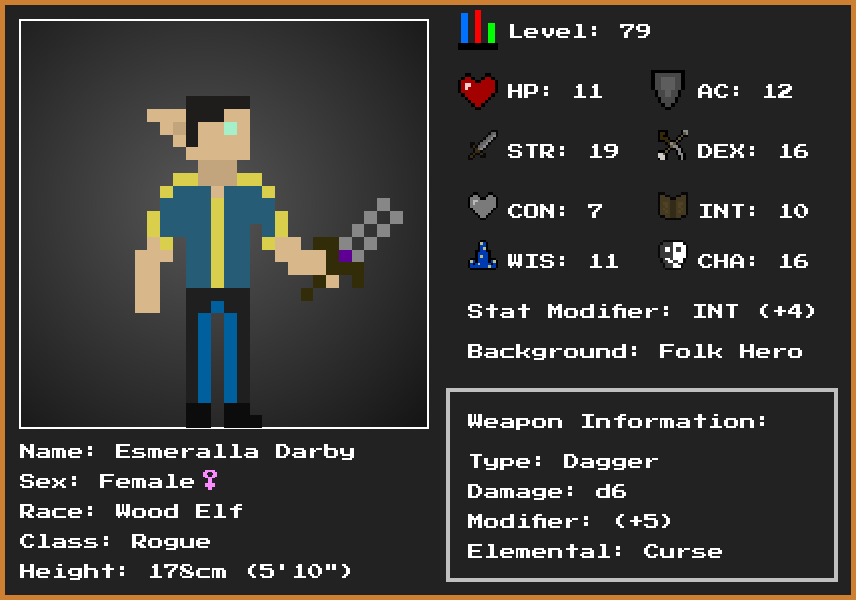 Level: 79
HP: 11
AC: 12
STR: 19
DEX: 16
CON: 7
INT: 10
WIS: 11
CHA: 16
Stat Modifier: INT (+4)
Background: Folk Hero
Weapon Information:
Type: Dagger
Damage: d6
Modifier: (+5)
Elemental: Curse
Name: Esmeralla Darby
Sex: Female♀
Race: Wood Elf
Class: Rogue
Height: 178cm (5'10")